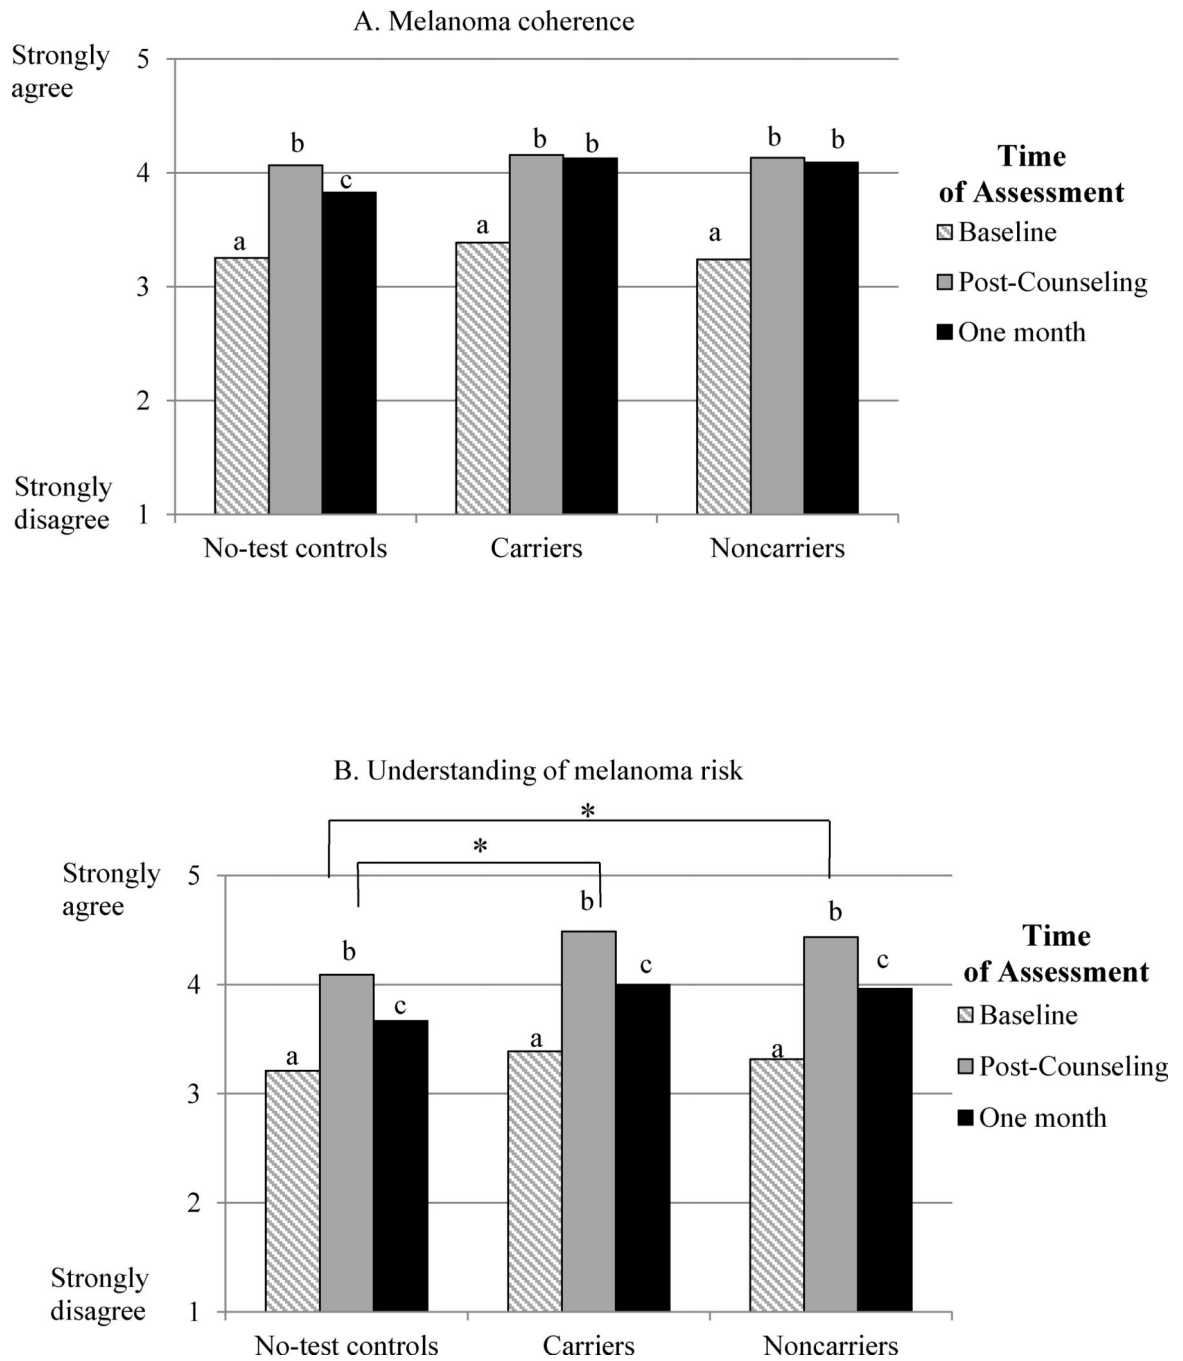 A. Melanoma coherence
Strongly
agree
5
4
3
2
Strongly
disagree
1
a
b
c
a
b
b
a
b
b
No-test controls
Carriers
Noncarriers
Time
of Assessment
Baseline
Post-Counseling
One month
B. Understanding of melanoma risk
*
*
Strongly
agree
5
4
3
2
Strongly
disagree
1
a
b
c
a
b
c
a
b
c
No-test controls
Carriers
Noncarriers
Time
of Assessment
Baseline
Post-Counseling
One month